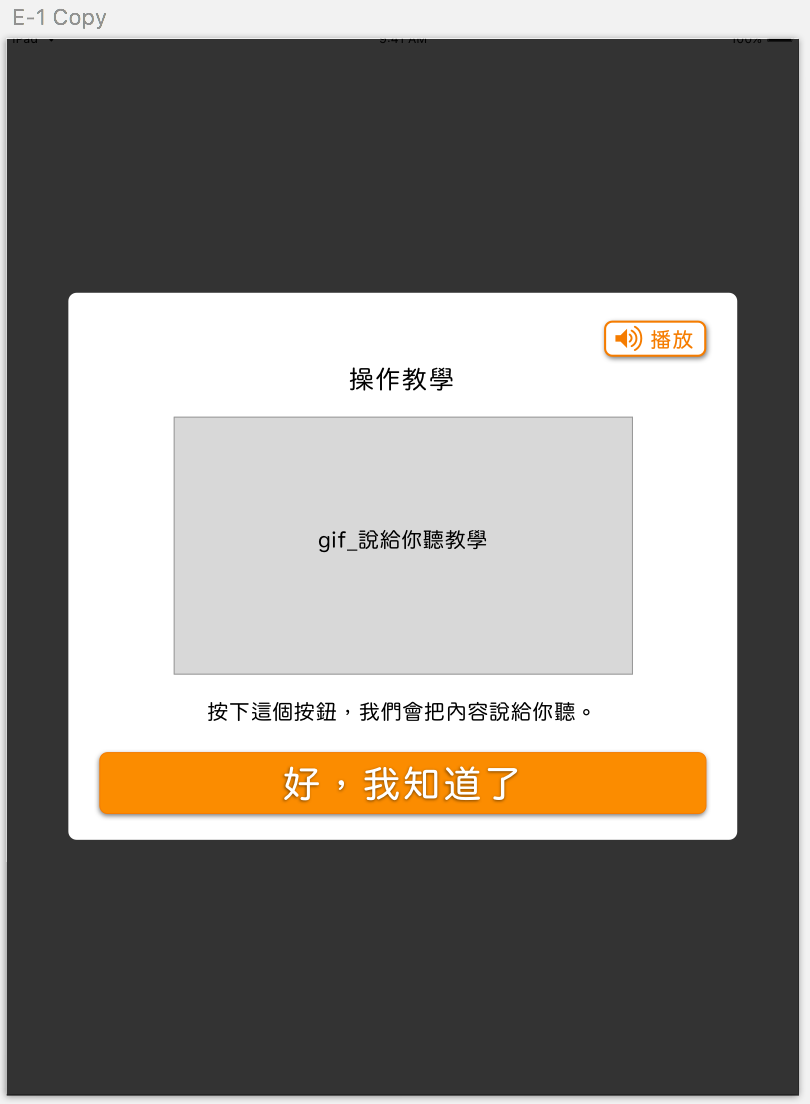 E-1 Copy
iPad
9:41 AM
100%
播放
操作教學
gif_說給你聽教學
按下這個按鈕，我們會把內容說給你聽。
好，我知道了